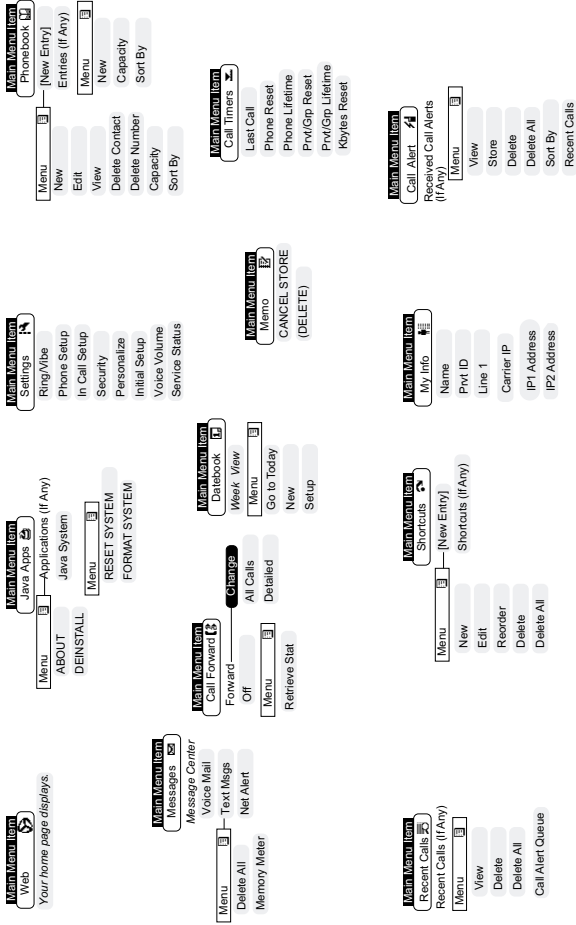 Main Menu Item
Web
Your home page displays.
Main Menu Item
Java Apps
Menu
Applications (If Any)
ABOUT
DEINSTALL
Java System
Menu
RESET SYSTEM
FORMAT SYSTEM
Main Menu Item
Settings
Ring/Vibe
Phone Setup
In Call Setup
Security
Personalize
Initial Setup
Voice Volume
Service Status
Main Menu Item
Phonebook
Menu
[New Entry]
New
Edit
View
Delete Contact
Delete Number
Capacity
Sort By
Entries (If Any)
Menu
New
Capacity
Sort By
Main Menu Item
Messages
Message Center
Voice Mail
Text Msgs
Net Alert
Menu
Delete All
Memory Meter
Main Menu Item
Call Forward
Forward
Change
All Calls
Detailed
Off
Menu
Retrieve Stat
Main Menu Item
Datebook
Week View
Menu
Go to Today
New
Setup
Main Menu Item
Memo
CANCEL STORE
(DELETE)
Main Menu Item
Call Timers
Last Call
Phone Reset
Phone Lifetime
Prvt/Grp Reset
Prvt/Grp Lifetime
Kbytes Reset
Main Menu Item
Recent Calls
Recent Calls (If Any)
Menu
View
Delete
Delete All
Call Alert Queue
Main Menu Item
Shortcuts
Menu
[New Entry]
New
Edit
Reorder
Delete
Delete All
Shortcuts (If Any)
Main Menu Item
My Info
Name
Prvt ID
Line 1
Carrier IP
IP1 Address
IP2 Address
Main Menu Item
Call Alert
Received Call Alerts
(If Any)
Menu
View
Store
Delete
Delete All
Sort By
Recent Calls